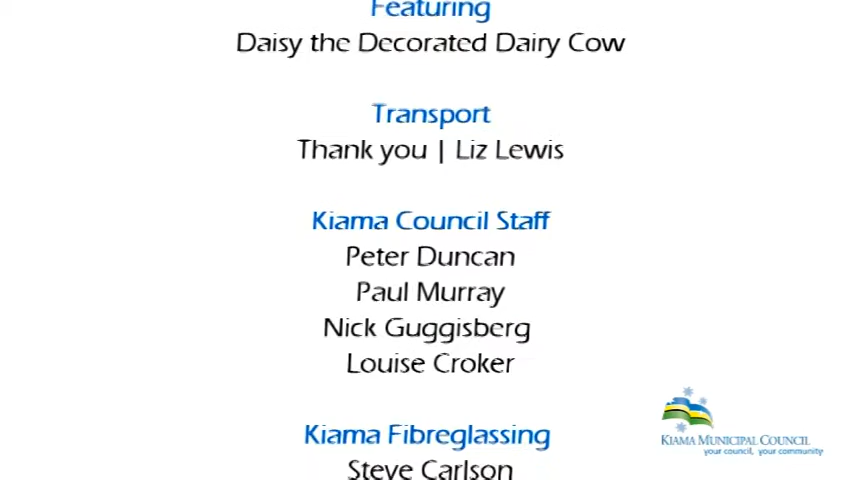 Featuring
Daisy the Decorated Dairy Cow
Transport
Thank you | Liz Lewis
Kiama Council Staff
Peter Duncan
Paul Murray
Nick Guggisberg
Louise Croker
Kiama Fibreglassing
Steve Carlson
KIAMA MUNICIPAL COUNCIL
your council, your community